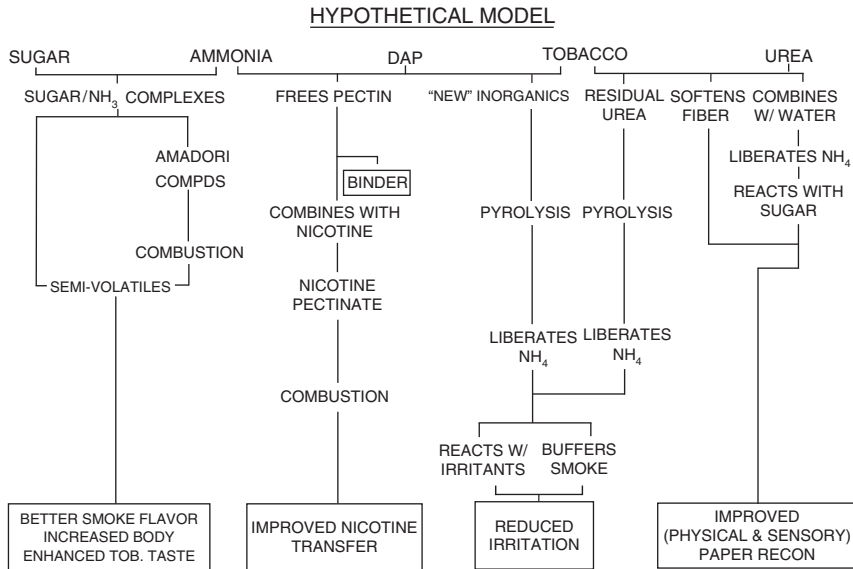 HYPOTHETICAL MODEL
SUGAR AMMONIA DAP TOBACCO UREA
SUGAR/NH₃ COMPLEXES FREES PECTIN “NEW” INORGANICS RESIDUAL UREA SOFTENS FIBER COMBINES W/ WATER
AMADORI COMPDS
BINDER
LIBERATES NH₄
REACTS WITH SUGAR
COMBINES WITH NICOTINE
PYROLYSIS PYROLYSIS
COMBUSTION
SEMI-VOLATILES
NICOTINE PECTINATE
LIBERATES NH₄ LIBERATES NH₄
COMBUSTION
REACTS W/ IRRITANTS
BUFFERS SMOKE
BETTER SMOKE FLAVOR
INCREASED BODY
ENHANCED TOB. TASTE
IMPROVED NICOTINE
TRANSFER
REDUCED
IRRITATION
IMPROVED
(PHYSICAL & SENSORY)
PAPER RECON